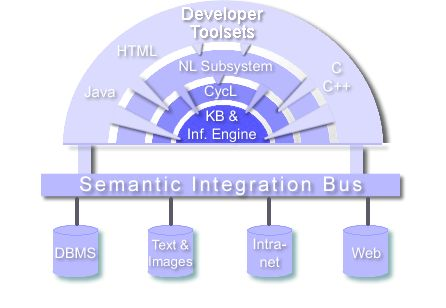 Developer
Toolsets
HTML
NL Subsystem
C
C++
Java
CycL
KB &
Inf. Engine
Semantic Integration Bus
DBMS
Text &
Images
Intra-
net
Web